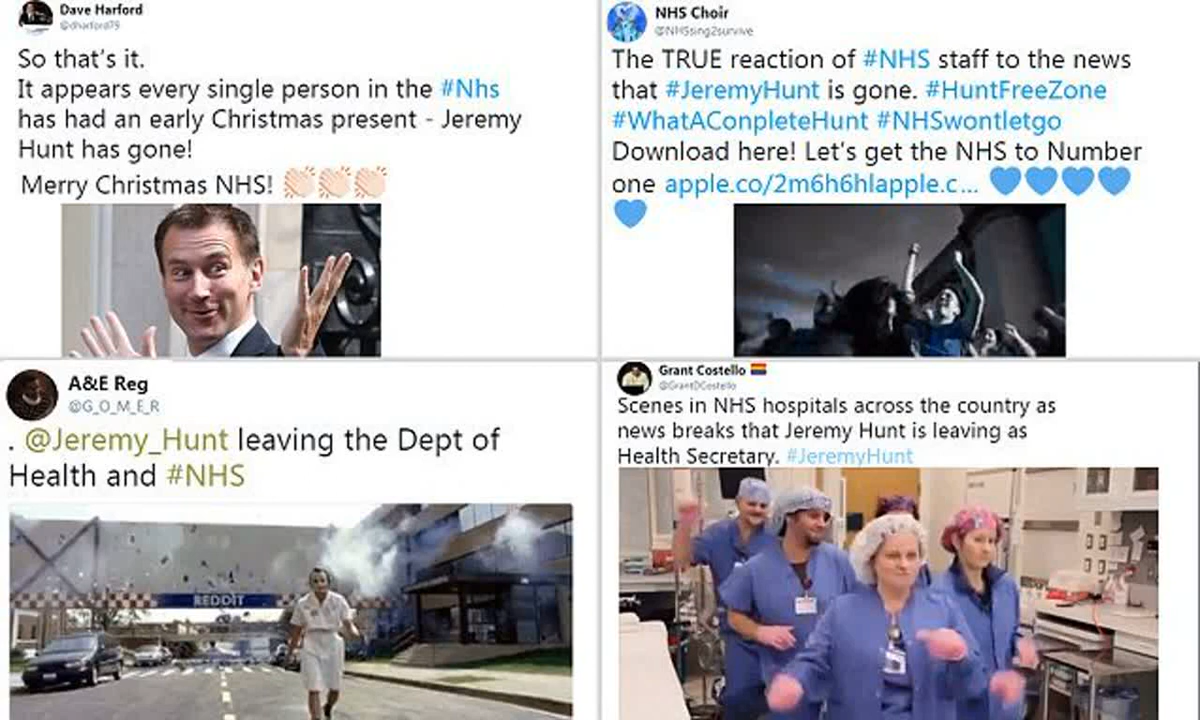 Dave Harford
@dharford79
So that's it.
It appears every single person in the #Nhs
has had an early Christmas present - Jeremy
Hunt has gone!
Merry Christmas NHS! 👏🏻👏🏻👏🏻
NHS Choir
@NHSsing2survive
The TRUE reaction of #NHS staff to the news
that #JeremyHunt is gone. #HuntFreeZone
#WhatAConpleteHunt #NHSwontletgo
Download here! Let's get the NHS to Number
one apple.co/2m6h6hlapple.c... 💙💙💙💙
💙
A&E Reg
@G_O_M_E_R
. @Jeremy_Hunt leaving the Dept of
Health and #NHS
REDDIT
Grant Costello 🏳️‍🌈
@GrantDCostello
Scenes in NHS hospitals across the country as
news breaks that Jeremy Hunt is leaving as
Health Secretary. #JeremyHunt